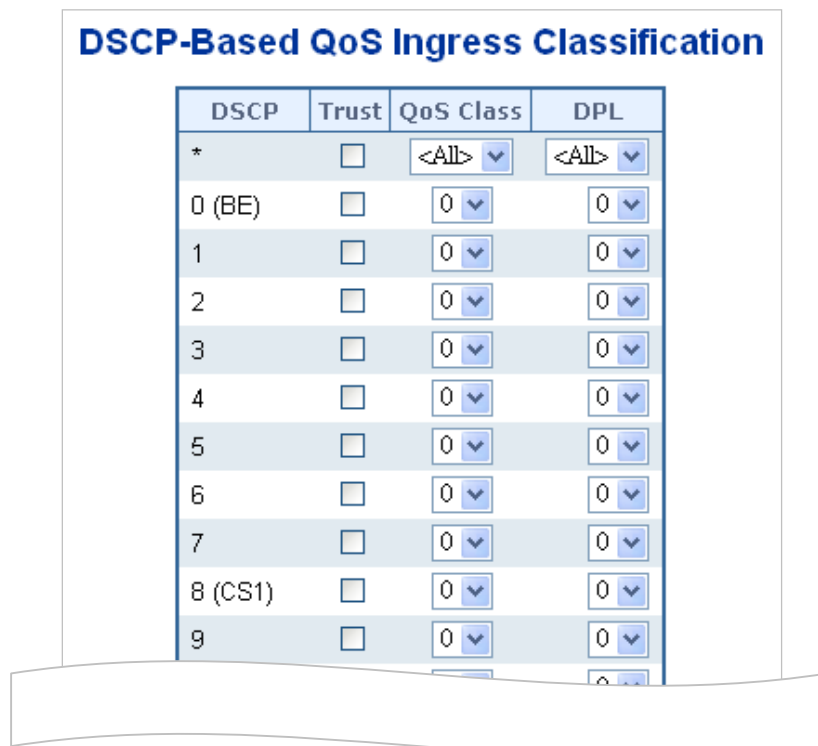 DSCP-Based QoS Ingress Classification
DSCP Trust QoS Class DPL
* <All> <All>
0 (BE) 0 0
1 0 0
2 0 0
3 0 0
4 0 0
5 0 0
6 0 0
7 0 0
8 (CS1) 0 0
9 0 0